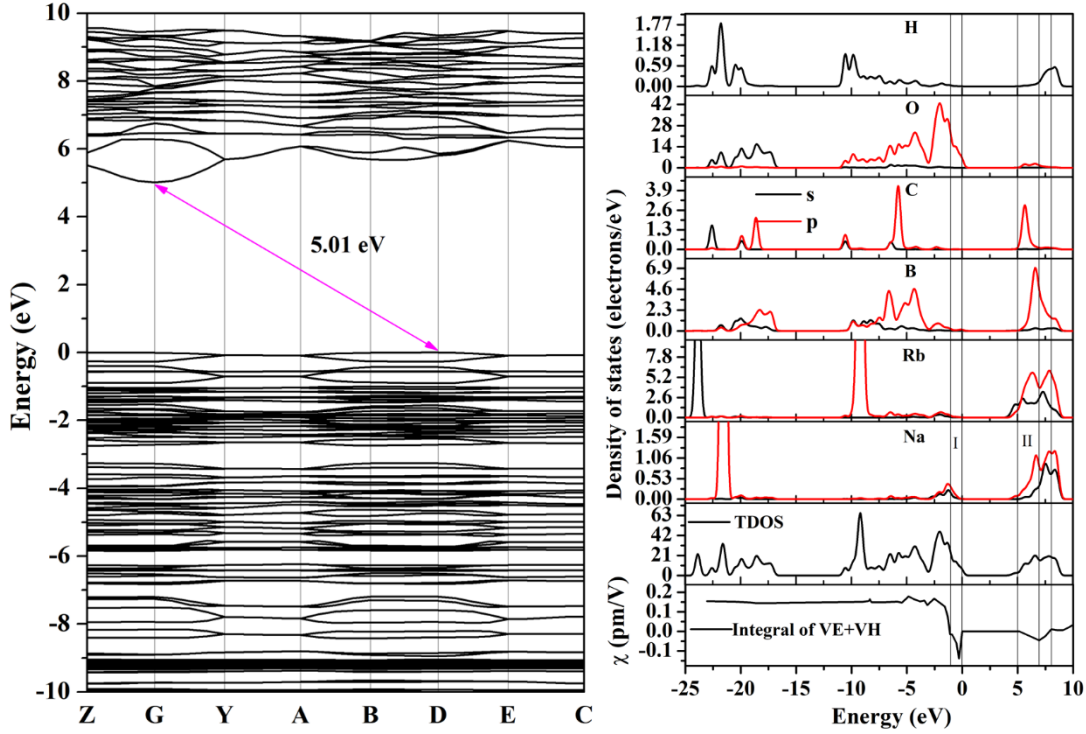 10
8
6
4
2
0
-2
-4
-6
-8
-10
Energy (eV)
5.01 eV
Z G Y A B D E C
Density of states (electrons/eV)
χ (pm/V)
1.77
1.18
0.59
0.00
H
42
28
14
0
O
3.9
2.6
1.3
0.0
C
s
p
6.9
4.6
2.3
0.0
B
7.8
5.2
2.6
0.0
Rb
1.59
1.06
0.53
0.00
Na
I
II
63
42
21
0
TDOS
0.2
0.1
0.0
-0.1
Integral of VE+VH
-25 -20 -15 -10 -5 0 5 10
Energy (eV)